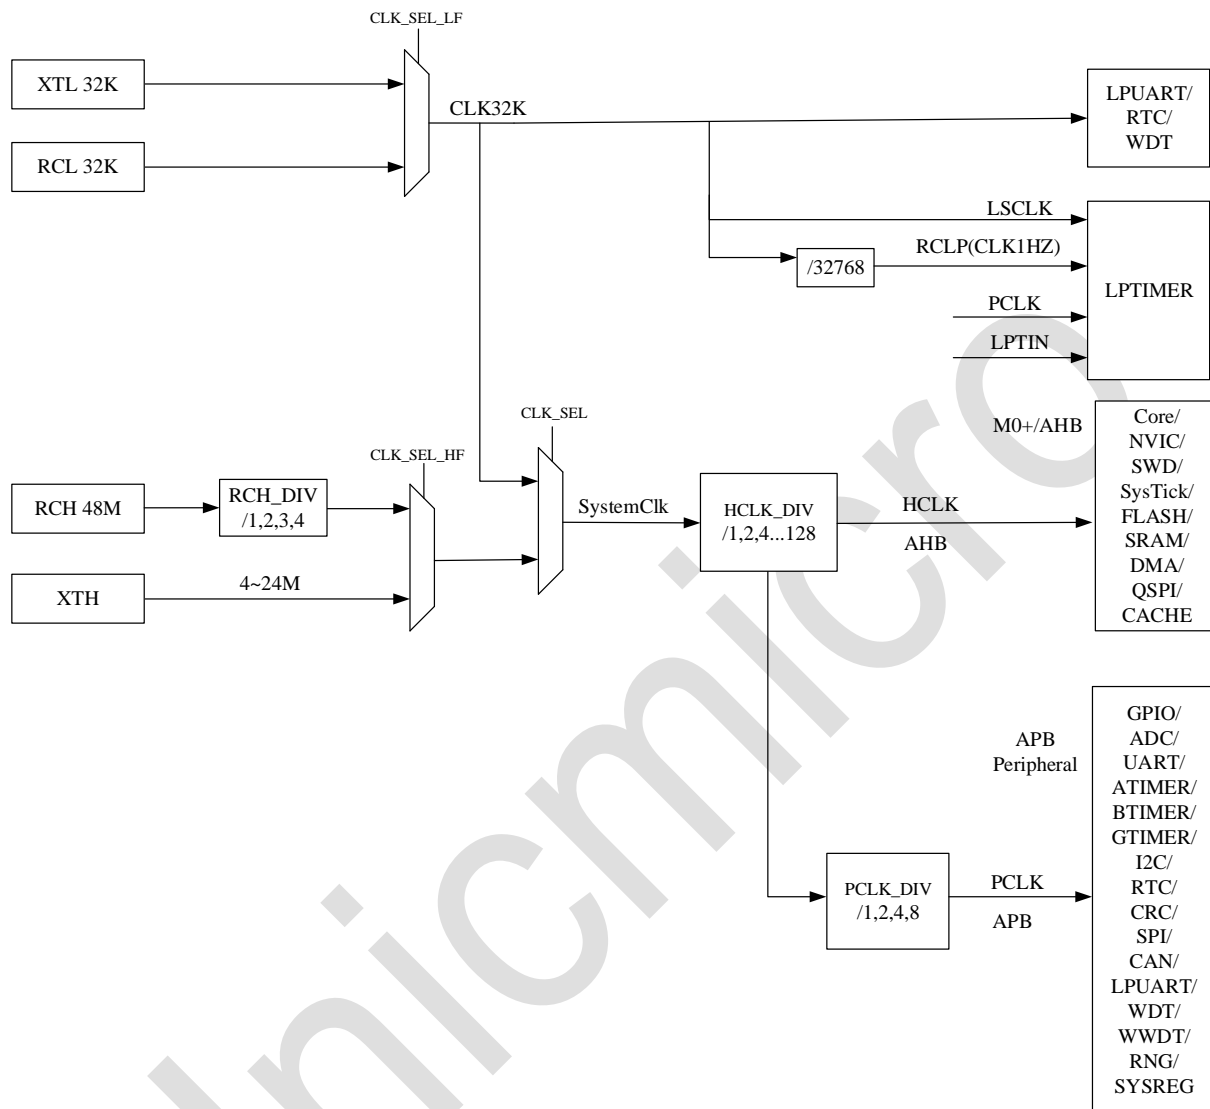 CLK_SEL_LF
XTL 32K
RCL 32K
CLK32K
LPUART/
RTC/
WDT
LSCLK
RCLP(CLK1HZ)
/32768
PCLK
LPTIN
LPTIMER
CLK_SEL
CLK_SEL_HF
RCH 48M
RCH_DIV
/1,2,3,4
XTH
4~24M
SystemClk
HCLK_DIV
/1,2,4...128
HCLK
AHB
M0+/AHB
Core/
NVIC/
SWD/
SysTick/
FLASH/
SRAM/
DMA/
QSPI/
CACHE
PCLK_DIV
/1,2,4,8
PCLK
APB
APB
Peripheral
GPIO/
ADC/
UART/
ATIMER/
BTIMER/
GTIMER/
I2C/
RTC/
CRC/
SPI/
CAN/
LPUART/
WDT/
WWDT/
RNG/
SYSREG